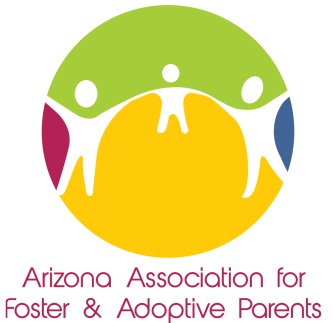 Arizona Association for
Foster & Adoptive Parents